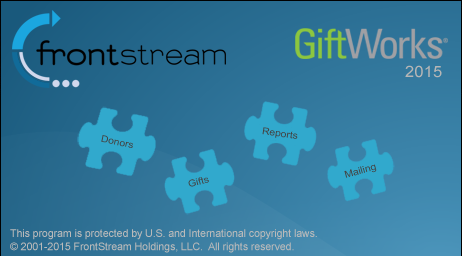 frontstream
GiftWorks®
2015
Donors
Gifts
Reports
Mailing
This program is protected by U.S. and International copyright laws.
© 2001-2015 FrontStream Holdings, LLC.  All rights reserved.